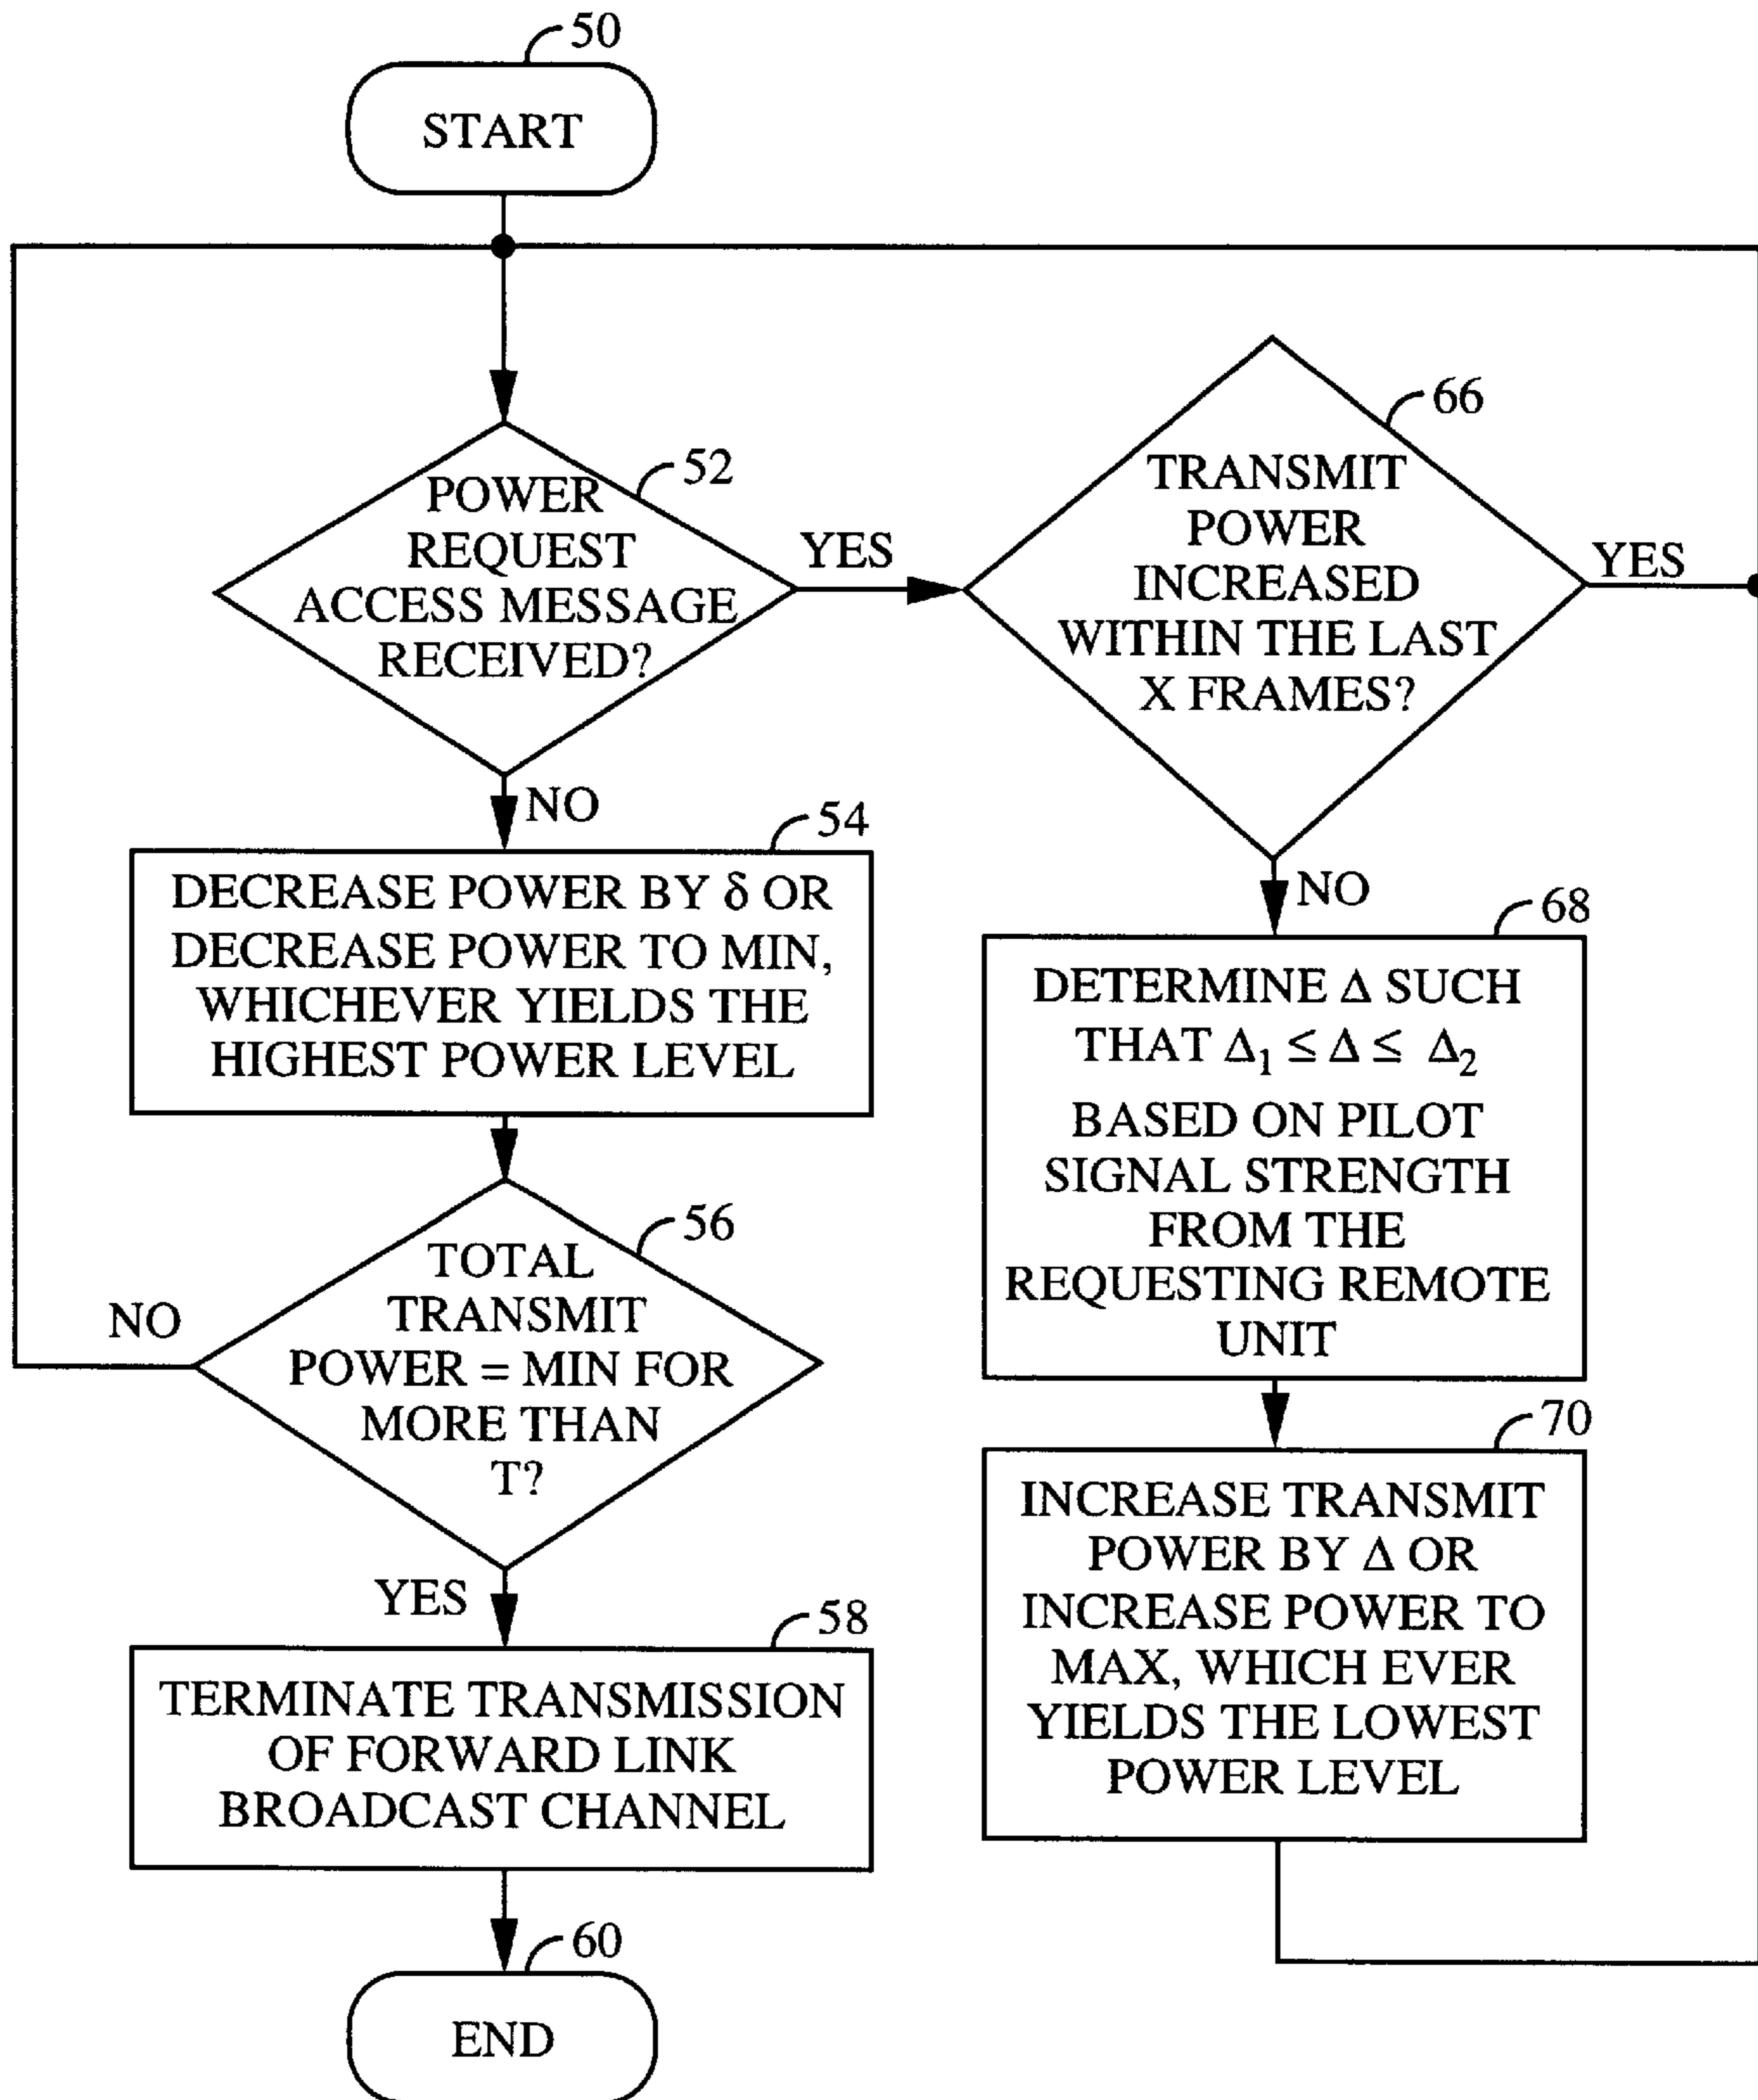 50
START
52
POWER
REQUEST
ACCESS MESSAGE
RECEIVED?
YES
NO
54
DECREASE POWER BY δ OR
DECREASE POWER TO MIN,
WHICHEVER YIELDS THE
HIGHEST POWER LEVEL
56
TOTAL
TRANSMIT
POWER = MIN FOR
MORE THAN
T?
NO
YES
58
TERMINATE TRANSMISSION
OF FORWARD LINK
BROADCAST CHANNEL
60
END
66
TRANSMIT
POWER
INCREASED
WITHIN THE LAST
X FRAMES?
YES
NO
68
DETERMINE Δ SUCH
THAT Δ₁ ≤ Δ ≤ Δ₂
BASED ON PILOT
SIGNAL STRENGTH
FROM THE
REQUESTING REMOTE
UNIT
70
INCREASE TRANSMIT
POWER BY Δ OR
INCREASE POWER TO
MAX, WHICH EVER
YIELDS THE LOWEST
POWER LEVEL